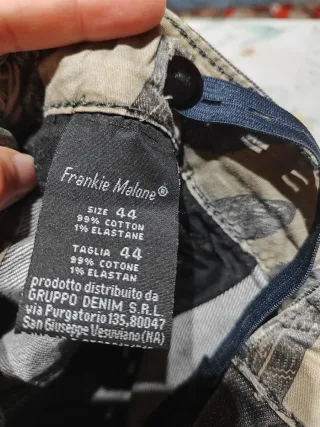 Frankie Malone®
SIZE 44
99% COTTON
1% ELASTANE
TAGLIA 44
99% COTONE
1% ELASTAN
prodotto distribuito da
GRUPPO DENIM S.R.L.
via Purgatorio 135,80047
San Giuseppe Vesuviano (NA)